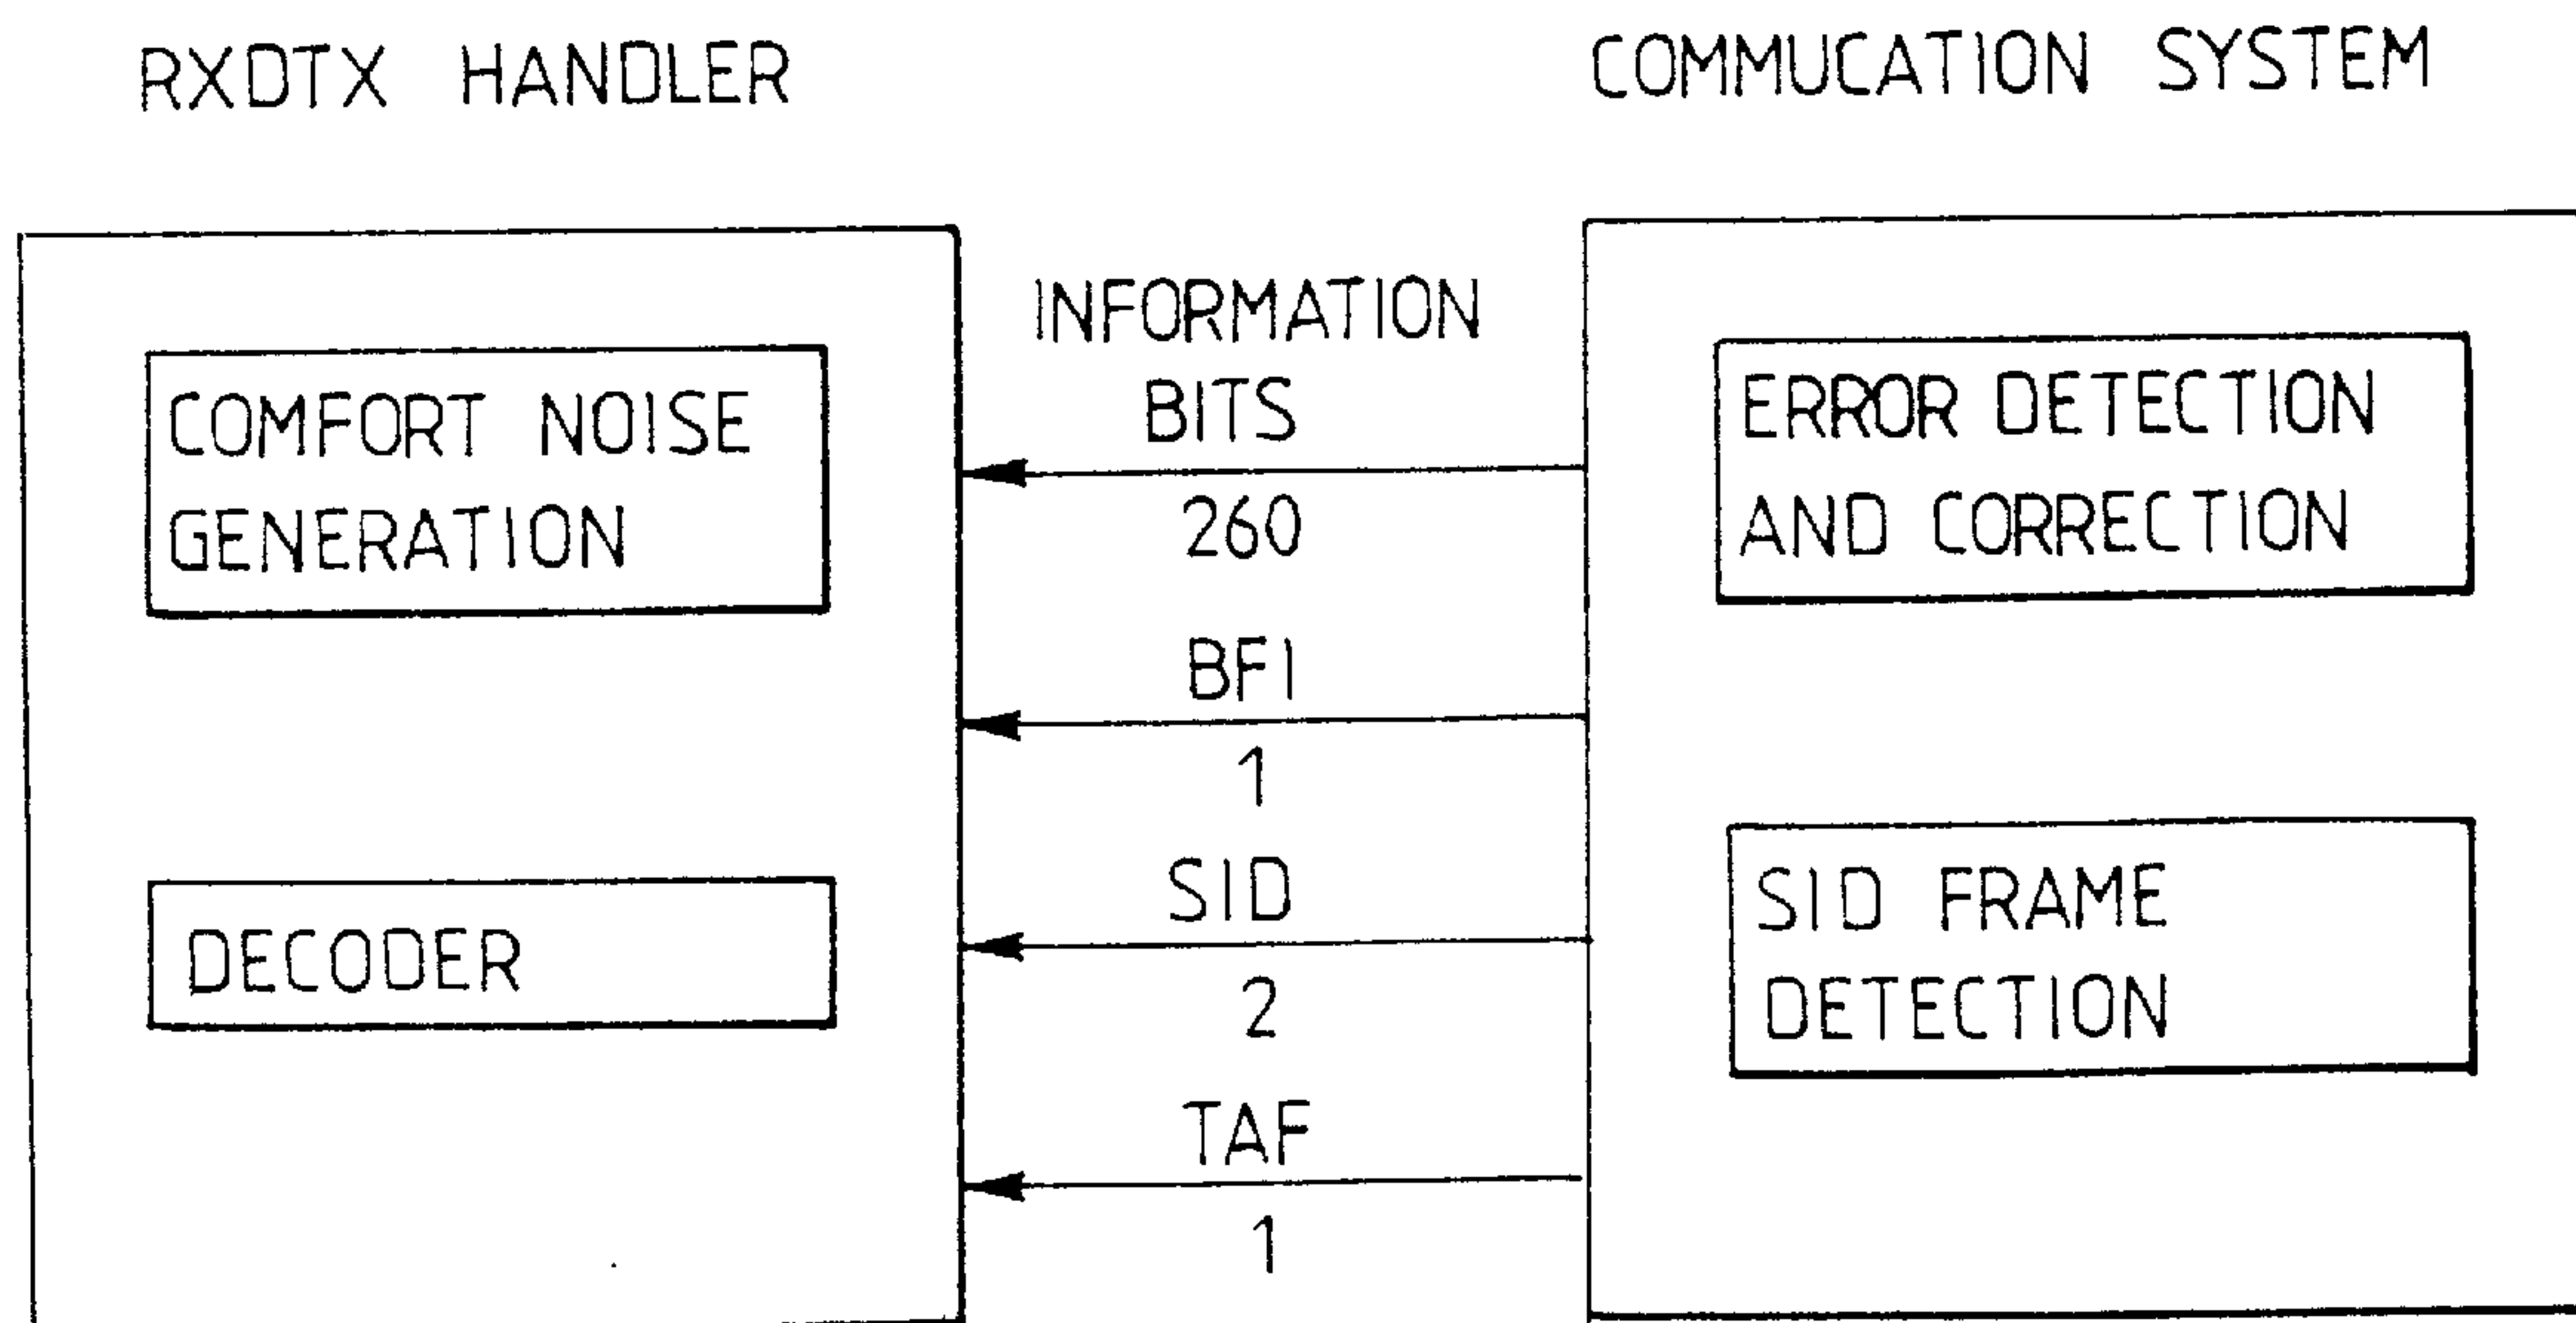 RXDTX HANDLER
COMMUCATION SYSTEM
COMFORT NOISE
GENERATION
DECODER
INFORMATION
BITS
260
BFI
1
SID
2
TAF
1
ERROR DETECTION
AND CORRECTION
SID FRAME
DETECTION